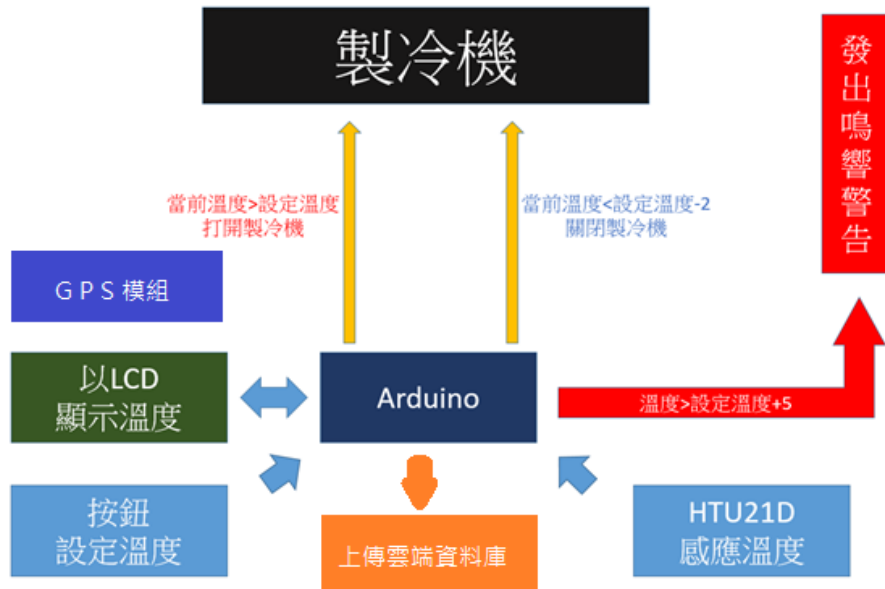 製冷機
發出鳴響警告
當前溫度>設定溫度
打開製冷機
當前溫度<設定溫度-2
關閉製冷機
GPS模組
以LCD
顯示溫度
Arduino
溫度>設定溫度+5
按鈕
設定溫度
上傳雲端資料庫
HTU21D
感應溫度